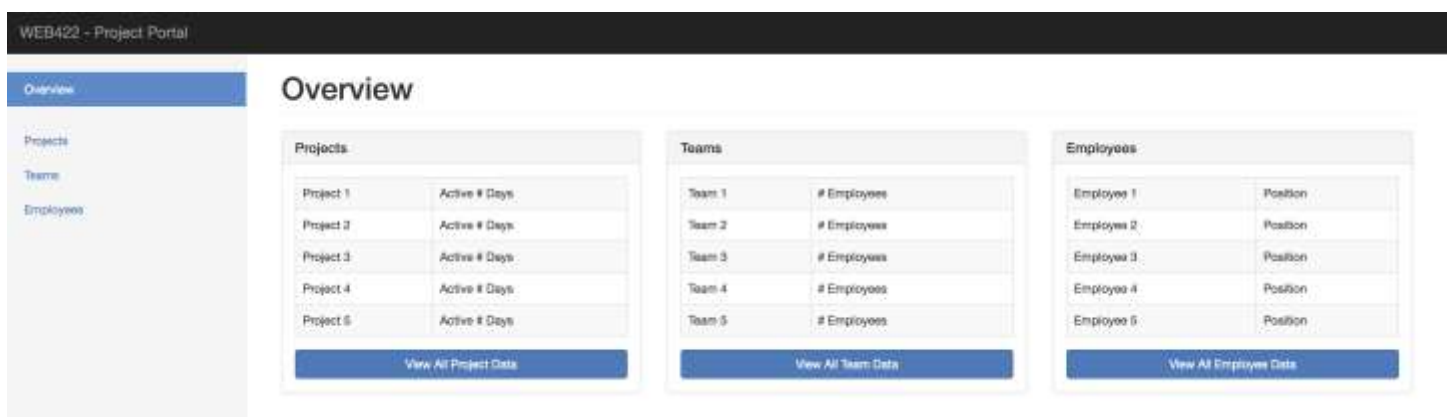 WEB422 - Project Portal
Overview
Projects
Teams
Employees
Overview
Projects
Project 1 Active # Days
Project 2 Active # Days
Project 3 Active # Days
Project 4 Active # Days
Project 5 Active # Days
View All Project Data
Teams
Team 1 # Employees
Team 2 # Employees
Team 3 # Employees
Team 4 # Employees
Team 5 # Employees
View All Team Data
Employees
Employee 1 Position
Employee 2 Position
Employee 3 Position
Employee 4 Position
Employee 5 Position
View All Employee Data